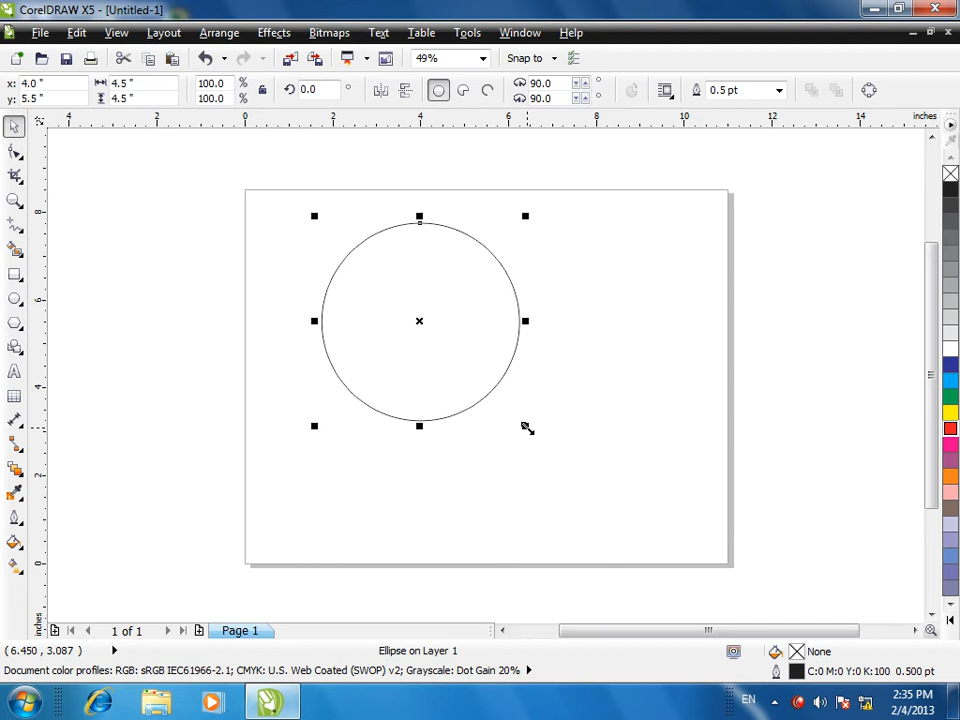 CorelDRAW X5 - [Untitled-1]
File Edit View Layout Arrange Effects Bitmaps Text Table Tools Window Help
49% Snap to
x: 4.0 " 4.5 " 100.0 % 0.0 ° 90.0 ° 0.5 pt
y: 5.5 " 4.5 " 100.0 % 90.0
4 2 0 2 4 6 8 10 12 14 inches
8
6
4
2
0
inches
1 of 1 Page 1
(6.450 , 3.087 ) Ellipse on Layer 1 None
Document color profiles: RGB: sRGB IEC61966-2.1; CMYK: U.S. Web Coated (SWOP) v2; Grayscale: Dot Gain 20% C:0 M:0 Y:0 K:100 0.500 pt
EN 2:35 PM
2/4/2013